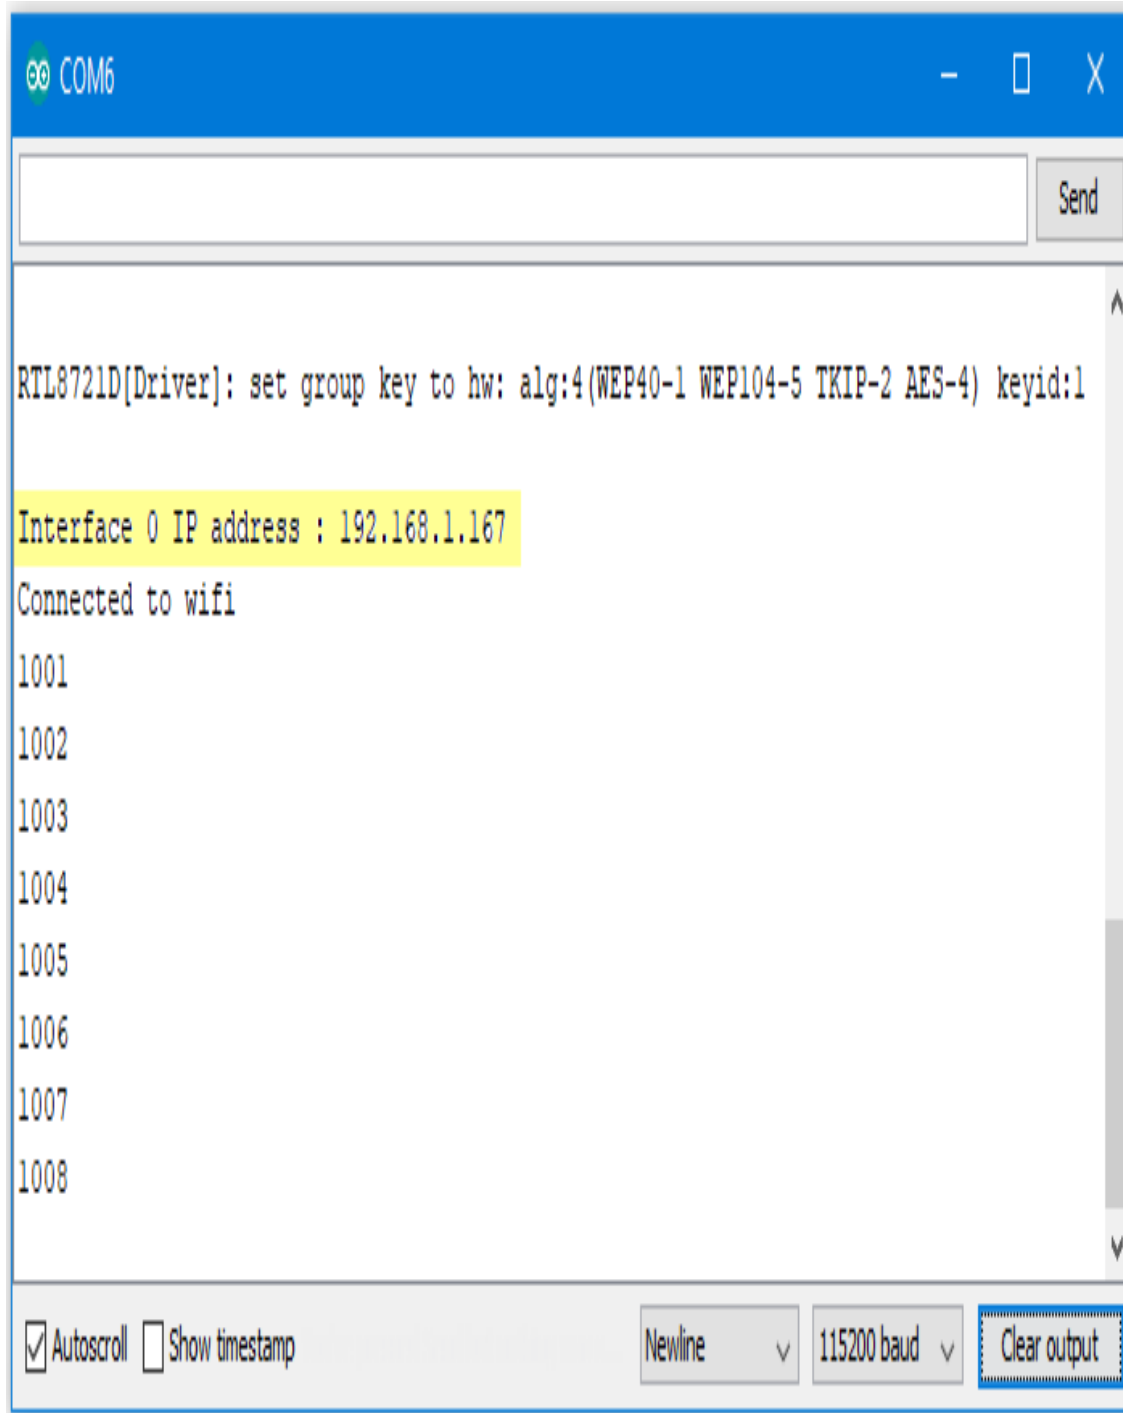 COM6
Send
RTL8721D[Driver]: set group key to hw: alg:4(WEP40-1 WEP104-5 TKIP-2 AES-4) keyid:1
Interface 0 IP address : 192.168.1.167
Connected to wifi
1001
1002
1003
1004
1005
1006
1007
1008
Autoscroll Show timestamp Newline 115200 baud Clear output